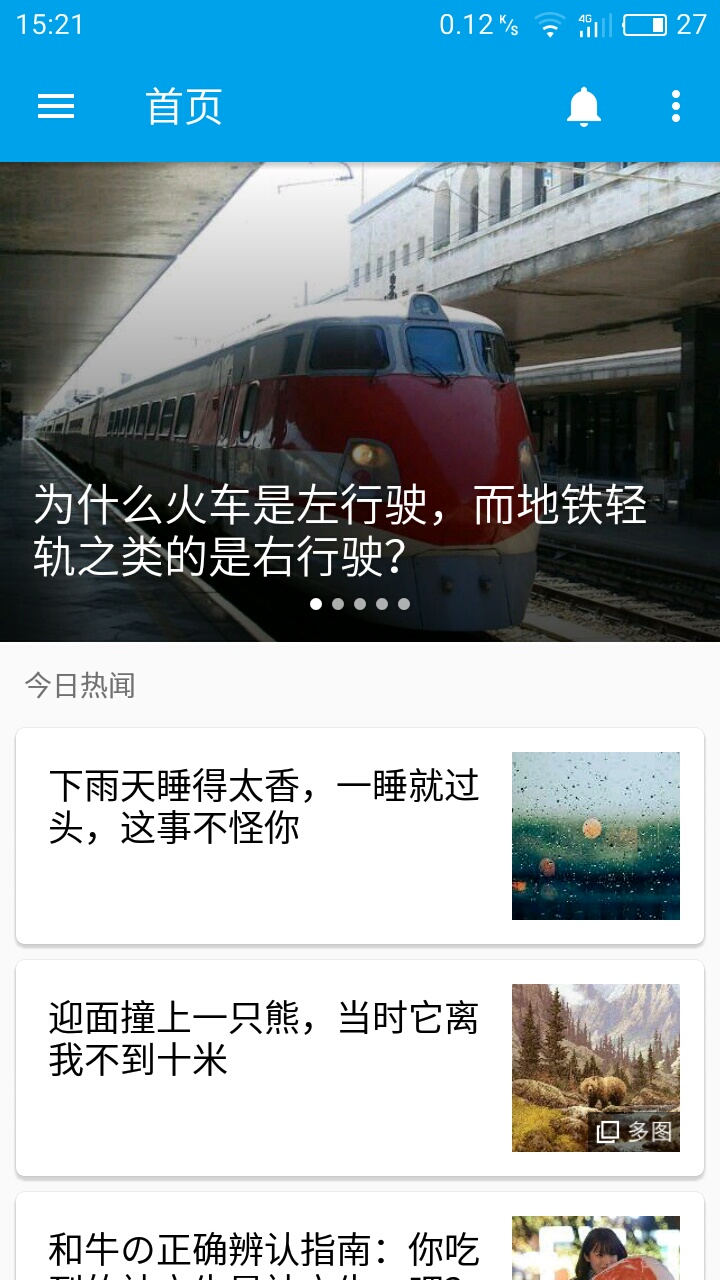 15:21
0.12 K/s
4G
27
首页
为什么火车是左行驶，而地铁轻
轨之类的是右行驶？
今日热闻
下雨天睡得太香，一睡就过
头，这事不怪你
迎面撞上一只熊，当时它离
我不到十米
多图
和牛の正确辨认指南：你吃